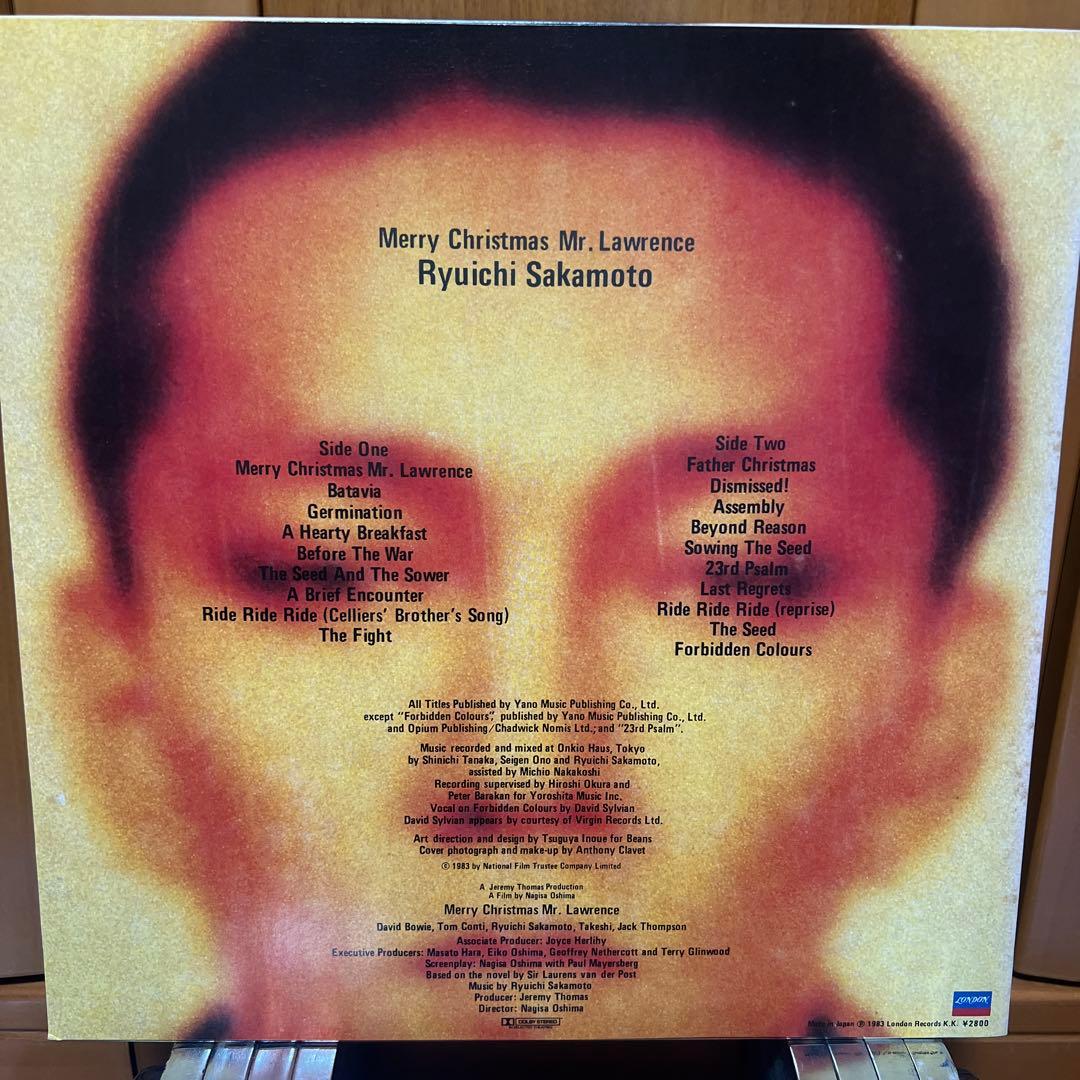 Merry Christmas Mr. Lawrence
Ryuichi Sakamoto
Side One
Merry Christmas Mr. Lawrence
Batavia
Germination
A Hearty Breakfast
Before The War
The Seed And The Sower
A Brief Encounter
Ride Ride Ride (Celliers' Brother's Song)
The Fight
Side Two
Father Christmas
Dismissed!
Assembly
Beyond Reason
Sowing The Seed
23rd Psalm
Last Regrets
Ride Ride Ride (reprise)
The Seed
Forbidden Colours
All Titles Published by Yano Music Publishing Co., Ltd.
except "Forbidden Colours", published by Yano Music Publishing Co., Ltd.
and Opium Publishing/Chadwick Nomis Ltd.; and "23rd Psalm".
Music recorded and mixed at Onkio Haus, Tokyo
by Shinichi Tanaka, Seigen Ono and Ryuichi Sakamoto,
assisted by Michio Nakakoshi
Recording supervised by Hiroshi Okura and
Peter Barakan for Yoroshita Music Inc.
Vocal on Forbidden Colours by David Sylvian
David Sylvian appears by courtesy of Virgin Records Ltd.
Art direction and design by Tsuguya Inoue for Beans
Cover photograph and make-up by Anthony Clavet
© 1983 by National Film Trustee Company Limited
A Jeremy Thomas Production
A Film by Nagisa Oshima
Merry Christmas Mr. Lawrence
David Bowie, Tom Conti, Ryuichi Sakamoto, Takeshi, Jack Thompson
Associate Producer: Joyce Herlihy
Executive Producers: Masato Hara, Eiko Oshima, Geoffrey Nethercott and Terry Glinwood
Screenplay: Nagisa Oshima with Paul Mayersberg
Based on the novel by Sir Laurens van der Post
Music by Ryuichi Sakamoto
Producer: Jeremy Thomas
Director: Nagisa Oshima
DOLBY STEREO
IN SELECTED THEATRES
LONDON
Made in Japan ℗ 1983 London Records K.K. ¥2800